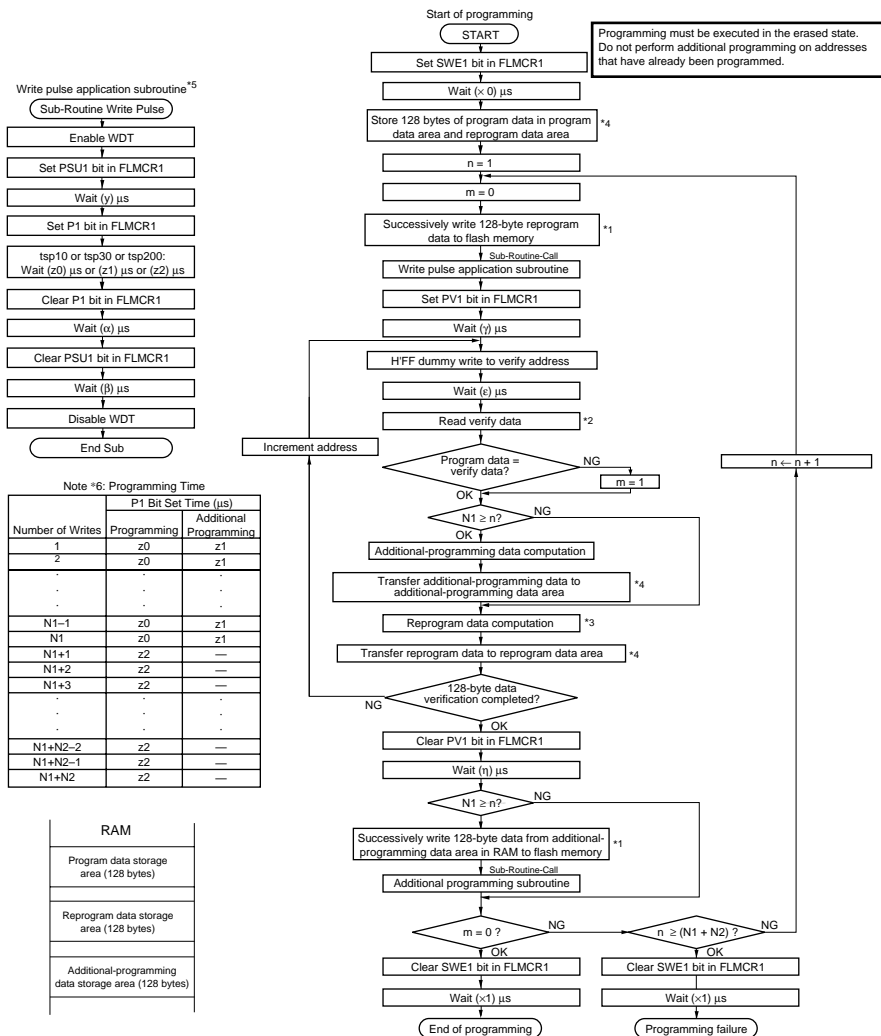 Start of programming
START
Programming must be executed in the erased state.
Do not perform additional programming on addresses
that have already been programmed.
Set SWE1 bit in FLMCR1
Wait (× 0) μs
Store 128 bytes of program data in program
data area and reprogram data area
*4
n = 1
m = 0
Successively write 128-byte reprogram
data to flash memory
*1
Sub-Routine-Call
Write pulse application subroutine
Set PV1 bit in FLMCR1
Wait (γ) μs
H'FF dummy write to verify address
Wait (ε) μs
Read verify data
*2
Increment address
Program data =
verify data?
NG
m = 1
OK
n ← n + 1
N1 ≥ n?
NG
OK
Additional-programming data computation
Transfer additional-programming data to
additional-programming data area
*4
Reprogram data computation
*3
Transfer reprogram data to reprogram data area
*4
128-byte data
verification completed?
NG
OK
Clear PV1 bit in FLMCR1
Wait (η) μs
N1 ≥ n?
NG
OK
Successively write 128-byte data from additional-
programming data area in RAM to flash memory
*1
Sub-Routine-Call
Additional programming subroutine
m = 0 ?
NG
n ≥ (N1 + N2) ?
NG
OK
OK
Clear SWE1 bit in FLMCR1
Clear SWE1 bit in FLMCR1
Wait (×1) μs
Wait (×1) μs
End of programming
Programming failure
Write pulse application subroutine*5
Sub-Routine Write Pulse
Enable WDT
Set PSU1 bit in FLMCR1
Wait (y) μs
Set P1 bit in FLMCR1
tsp10 or tsp30 or tsp200:
Wait (z0) μs or (z1) μs or (z2) μs
Clear P1 bit in FLMCR1
Wait (α) μs
Clear PSU1 bit in FLMCR1
Wait (β) μs
Disable WDT
End Sub
Note *6: Programming Time
P1 Bit Set Time (μs)
Number of Writes Programming Additional
Programming
1 z0 z1
2 z0 z1
· · ·
· · ·
· · ·
N1–1 z0 z1
N1 z0 z1
N1+1 z2 —
N1+2 z2 —
N1+3 z2 —
· · ·
· · ·
· · ·
N1+N2–2 z2 —
N1+N2–1 z2 —
N1+N2 z2 —
RAM
Program data storage
area (128 bytes)
Reprogram data storage
area (128 bytes)
Additional-programming
data storage area (128 bytes)